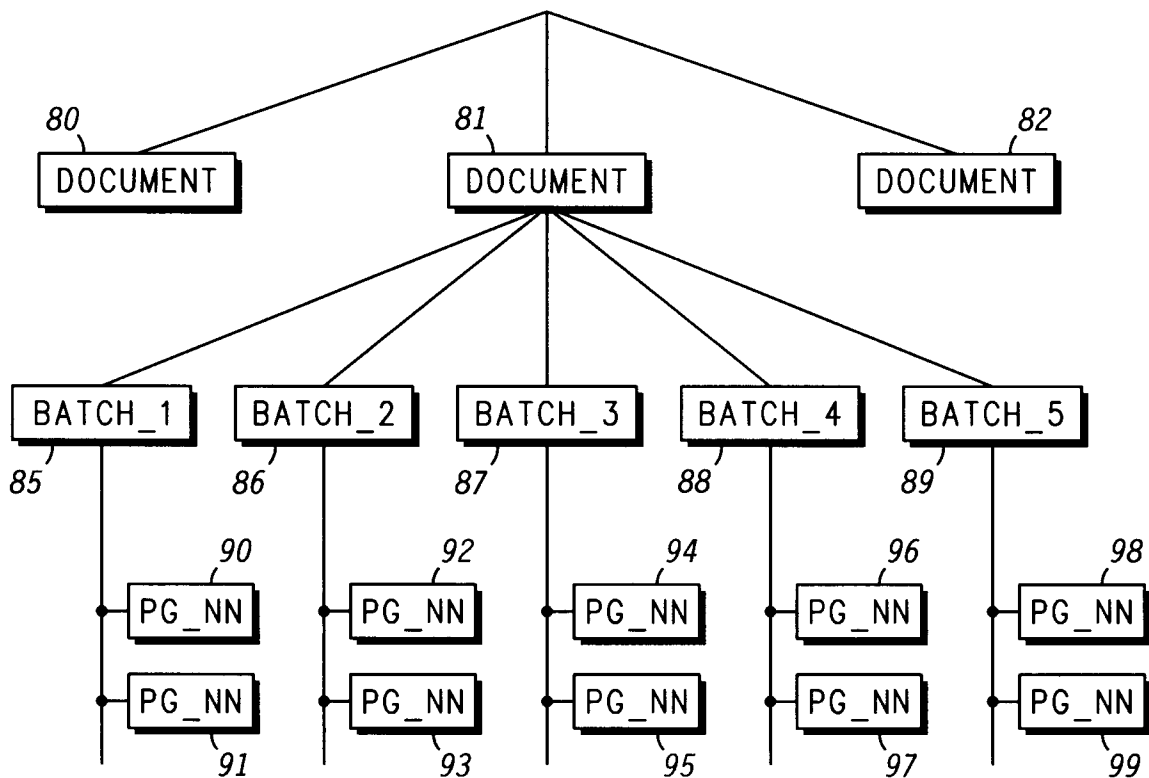 80 81 82
DOCUMENT DOCUMENT DOCUMENT
BATCH_1 BATCH_2 BATCH_3 BATCH_4 BATCH_5
85 86 87 88 89
90 92 94 96 98
PG_NN PG_NN PG_NN PG_NN PG_NN
PG_NN PG_NN PG_NN PG_NN PG_NN
91 93 95 97 99